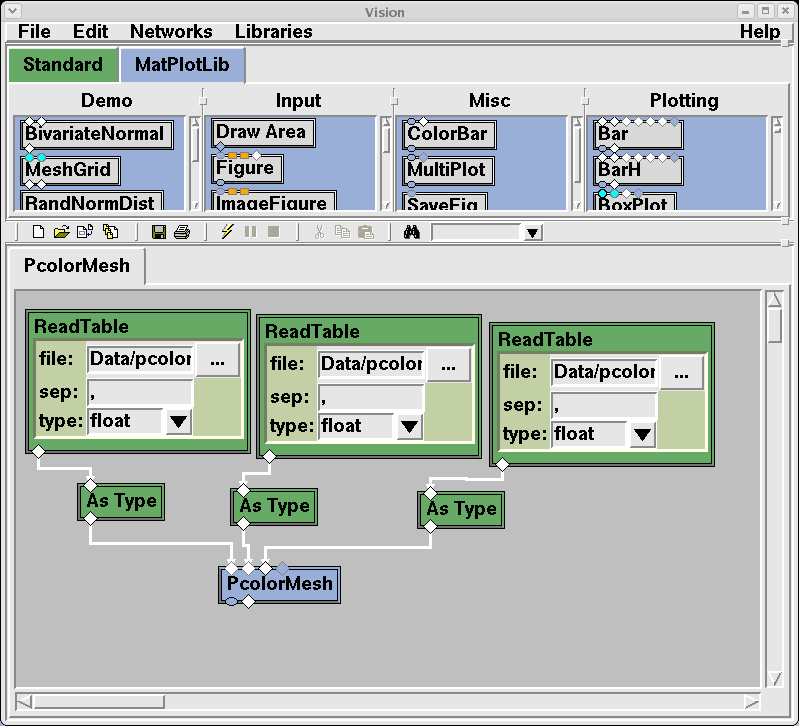 Vision
File Edit Networks Libraries Help
Standard MatPlotLib
Demo Input Misc Plotting
BivariateNormal Draw Area ColorBar Bar
MeshGrid Figure MultiPlot BarH
RandNormDist ImageFigure SaveFig BoxPlot
PcolorMesh
ReadTable ReadTable ReadTable
file: Data/pcolor ... file: Data/pcolor ... file: Data/pcolor ...
sep: , sep: , sep: ,
type: float type: float type: float
As Type As Type As Type
PcolorMesh